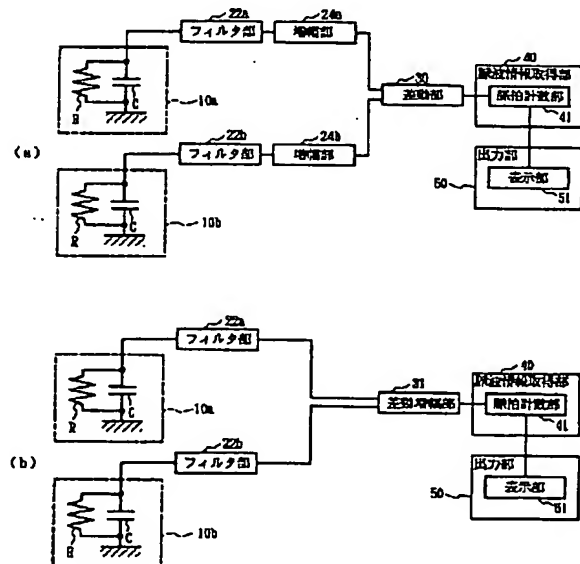 22a
24a
フィルタ部
増幅部
40
脈波情報取得部
脈拍計数部
41
30
差動部
R
C
10a
(a)
22b
24b
フィルタ部
増幅部
出力部
表示部
50
51
R
C
10b
22a
フィルタ部
40
脈波情報取得部
脈拍計数部
41
31
差動増幅部
R
C
10a
(b)
22b
フィルタ部
出力部
表示部
50
51
R
C
10b